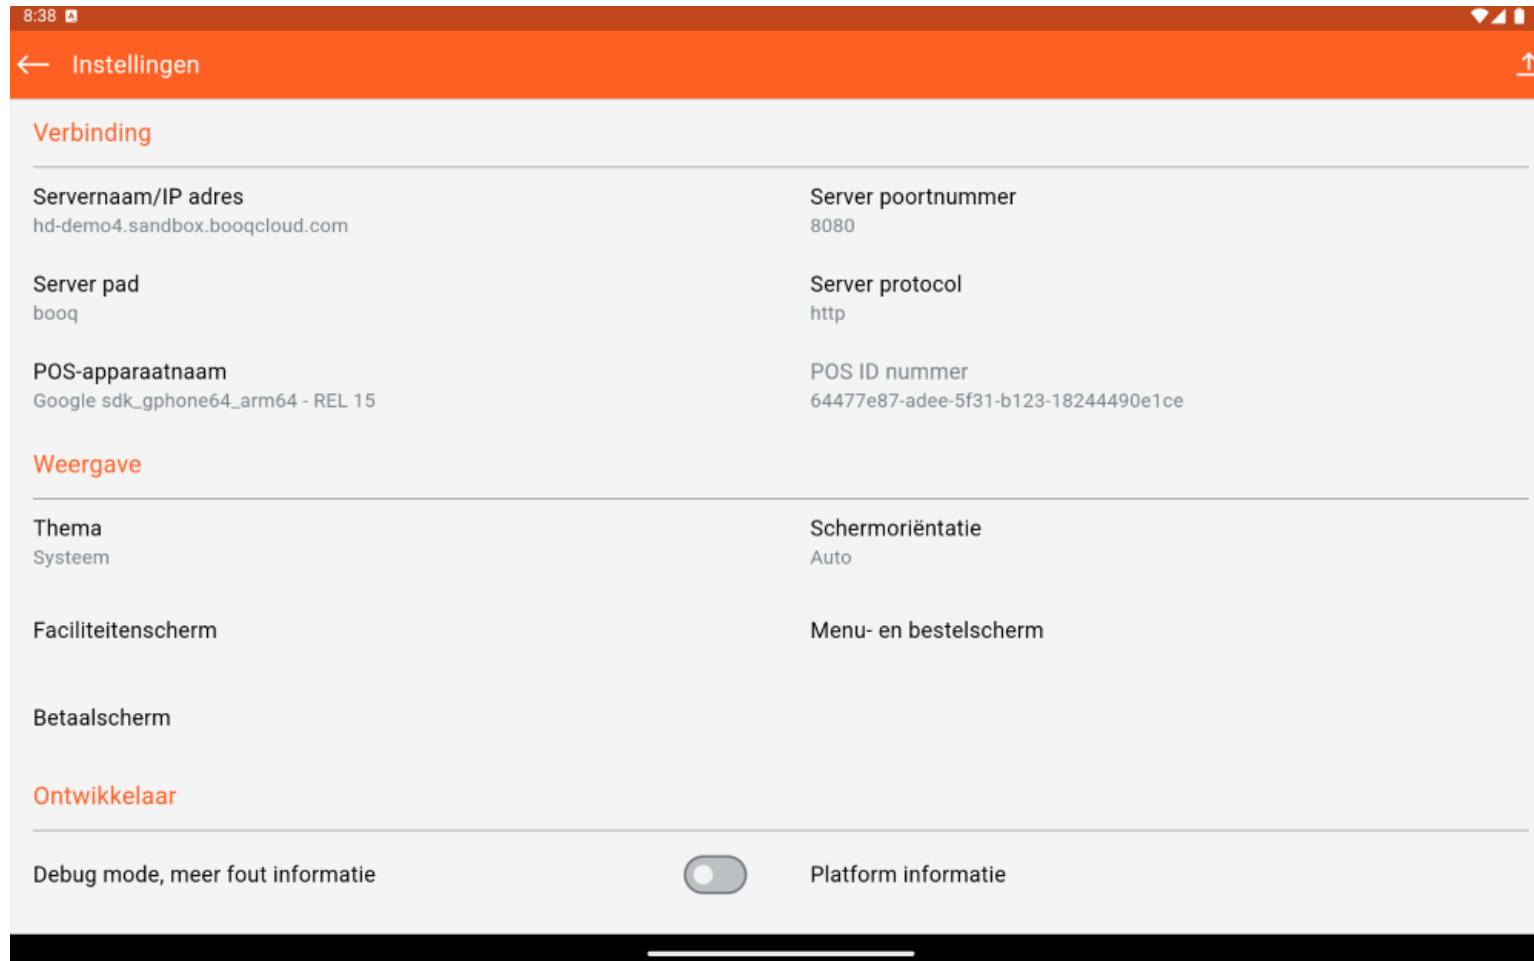 8:38
Instellingen
Verbinding
Servernaam/IP adres
hd-demo4.sandbox.booqcloud.com
Server poortnummer
8080
Server pad
booq
Server protocol
http
POS-apparaatnaam
Google sdk_gphone64_arm64 - REL 15
POS ID nummer
64477e87-adee-5f31-b123-18244490e1ce
Weergave
Thema
Systeem
Schermoriëntatie
Auto
Faciliteitenscherm
Menu- en bestelscherm
Betaalscherm
Ontwikkelaar
Debug mode, meer fout informatie
Platform informatie